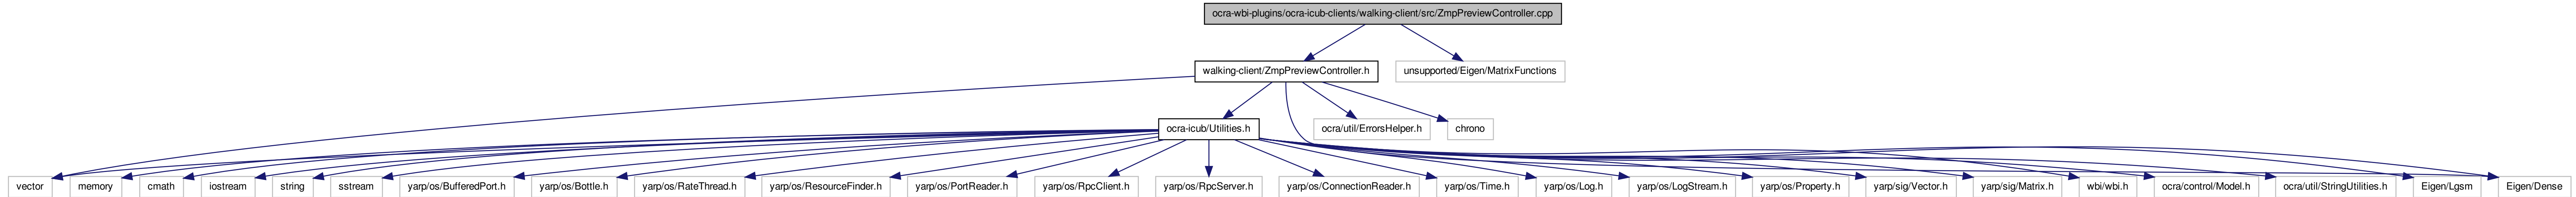 ocra-wbi-plugins/ocra-icub-clients/walking-client/src/ZmpPreviewController.cpp
walking-client/ZmpPreviewController.h
unsupported/Eigen/MatrixFunctions
ocra-icub/Utilities.h
ocra/util/ErrorsHelper.h
chrono
vector
memory
cmath
iostream
string
sstream
yarp/os/BufferedPort.h
yarp/os/Bottle.h
yarp/os/RateThread.h
yarp/os/ResourceFinder.h
yarp/os/PortReader.h
yarp/os/RpcClient.h
yarp/os/RpcServer.h
yarp/os/ConnectionReader.h
yarp/os/Time.h
yarp/os/Log.h
yarp/os/LogStream.h
yarp/os/Property.h
yarp/sig/Vector.h
yarp/sig/Matrix.h
wbi/wbi.h
ocra/control/Model.h
ocra/util/StringUtilities.h
Eigen/Lgsm
Eigen/Dense